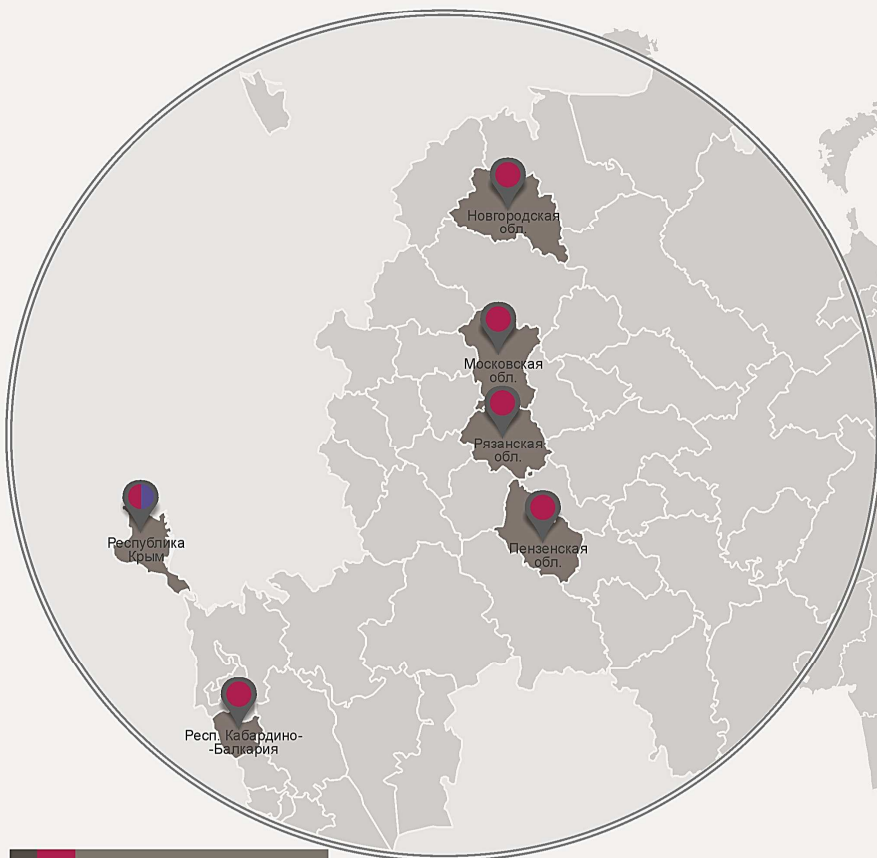 Новгородская
обл.
Московская
обл.
Рязанская
обл.
Республика
Крым
Пензенская
обл.
Респ. Кабардино-
-Балкария